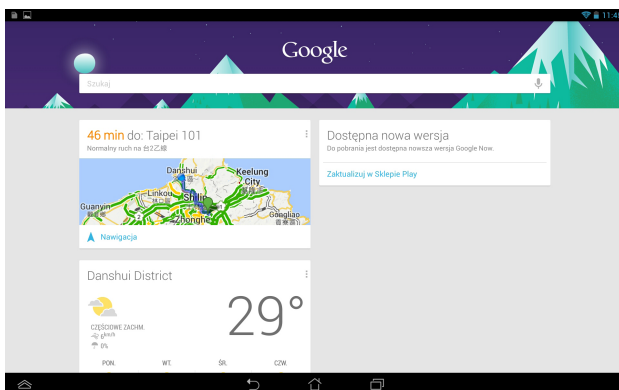 11:45
Google
Szukaj
46 min do: Taipei 101
Normalny ruch na 台2乙線
Danshui
Keelung
City
Linkou
Shilin
Guanyin
Zhonghe
Gongliao
Nawigacja
Dostępna nowa wersja
Do pobrania jest dostępna nowsza wersja Google Now.
Zaktualizuj w Sklepie Play
Danshui District
29°
CZĘŚCIOWE ZACHM.
6km/h
0%
PON. WT. ŚR. CZW.